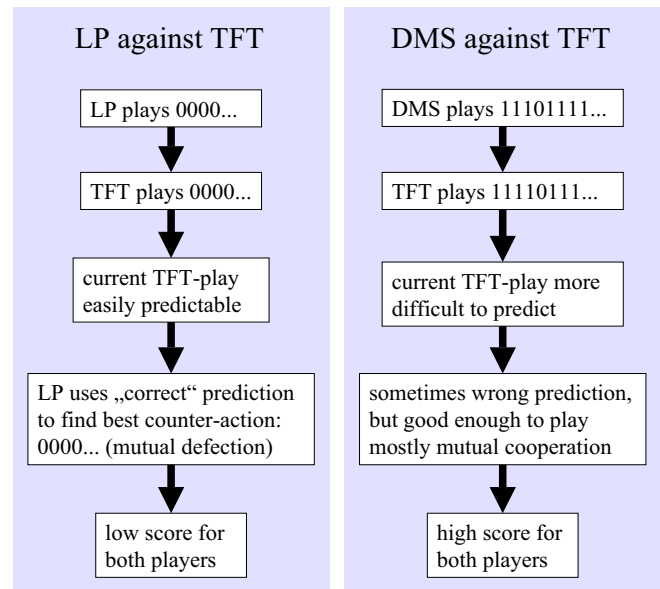 LP against TFT
LP plays 0000...
TFT plays 0000...
current TFT-play
easily predictable
LP uses „correct“ prediction
to find best counter-action:
0000... (mutual defection)
low score for
both players
DMS against TFT
DMS plays 11101111...
TFT plays 11110111...
current TFT-play more
difficult to predict
sometimes wrong prediction,
but good enough to play
mostly mutual cooperation
high score for
both players